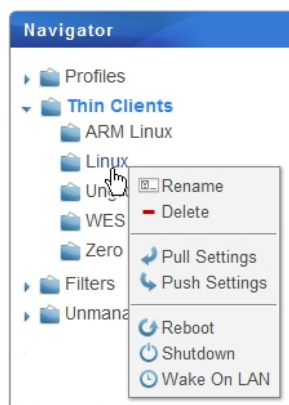 Navigator
Profiles
Thin Clients
ARM Linux
Linux
WES
Zero
Filters
Rename
Delete
Pull Settings
Push Settings
Reboot
Shutdown
Wake On LAN